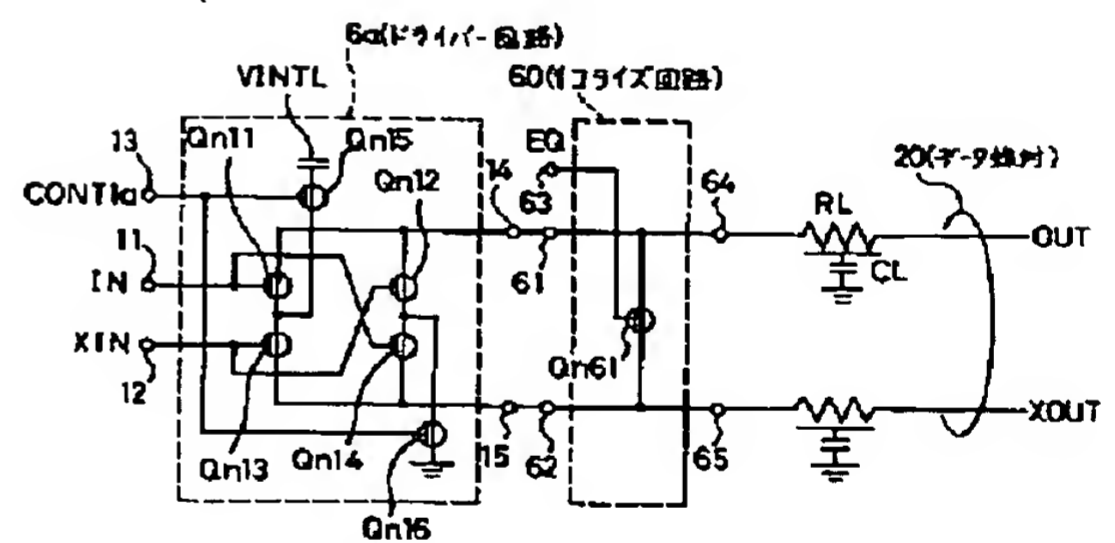 6a(ドライバー回路)
VINTL
60(イコライズ回路)
13
Qn11
Qn15
EQ
14
Qn12
63
64
20(データ線対)
CONT1a
RL
11
OUT
61
IN
CL
XIN
Qn61
12
XOUT
Qn13
Qn14
15
62
65
Qn16